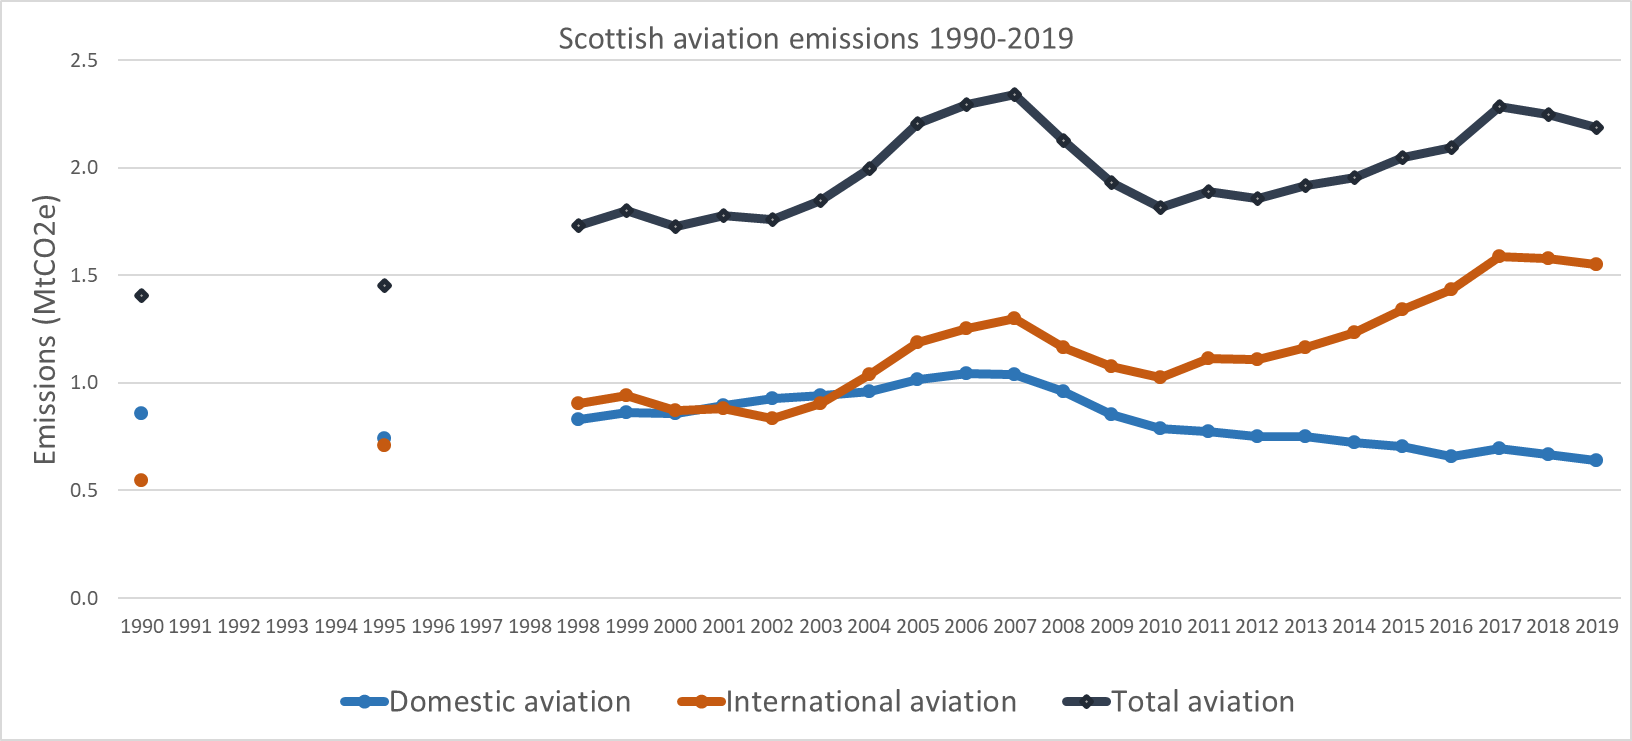 Scottish aviation emissions 1990-2019
Emissions (MtCO2e)
2.5
2.0
1.5
1.0
0.5
0.0
1990 1991 1992 1993 1994 1995 1996 1997 1998 1998 1999 2000 2001 2002 2003 2004 2005 2006 2007 2008 2009 2010 2011 2012 2013 2014 2015 2016 2017 2018 2019
Domestic aviation International aviation Total aviation